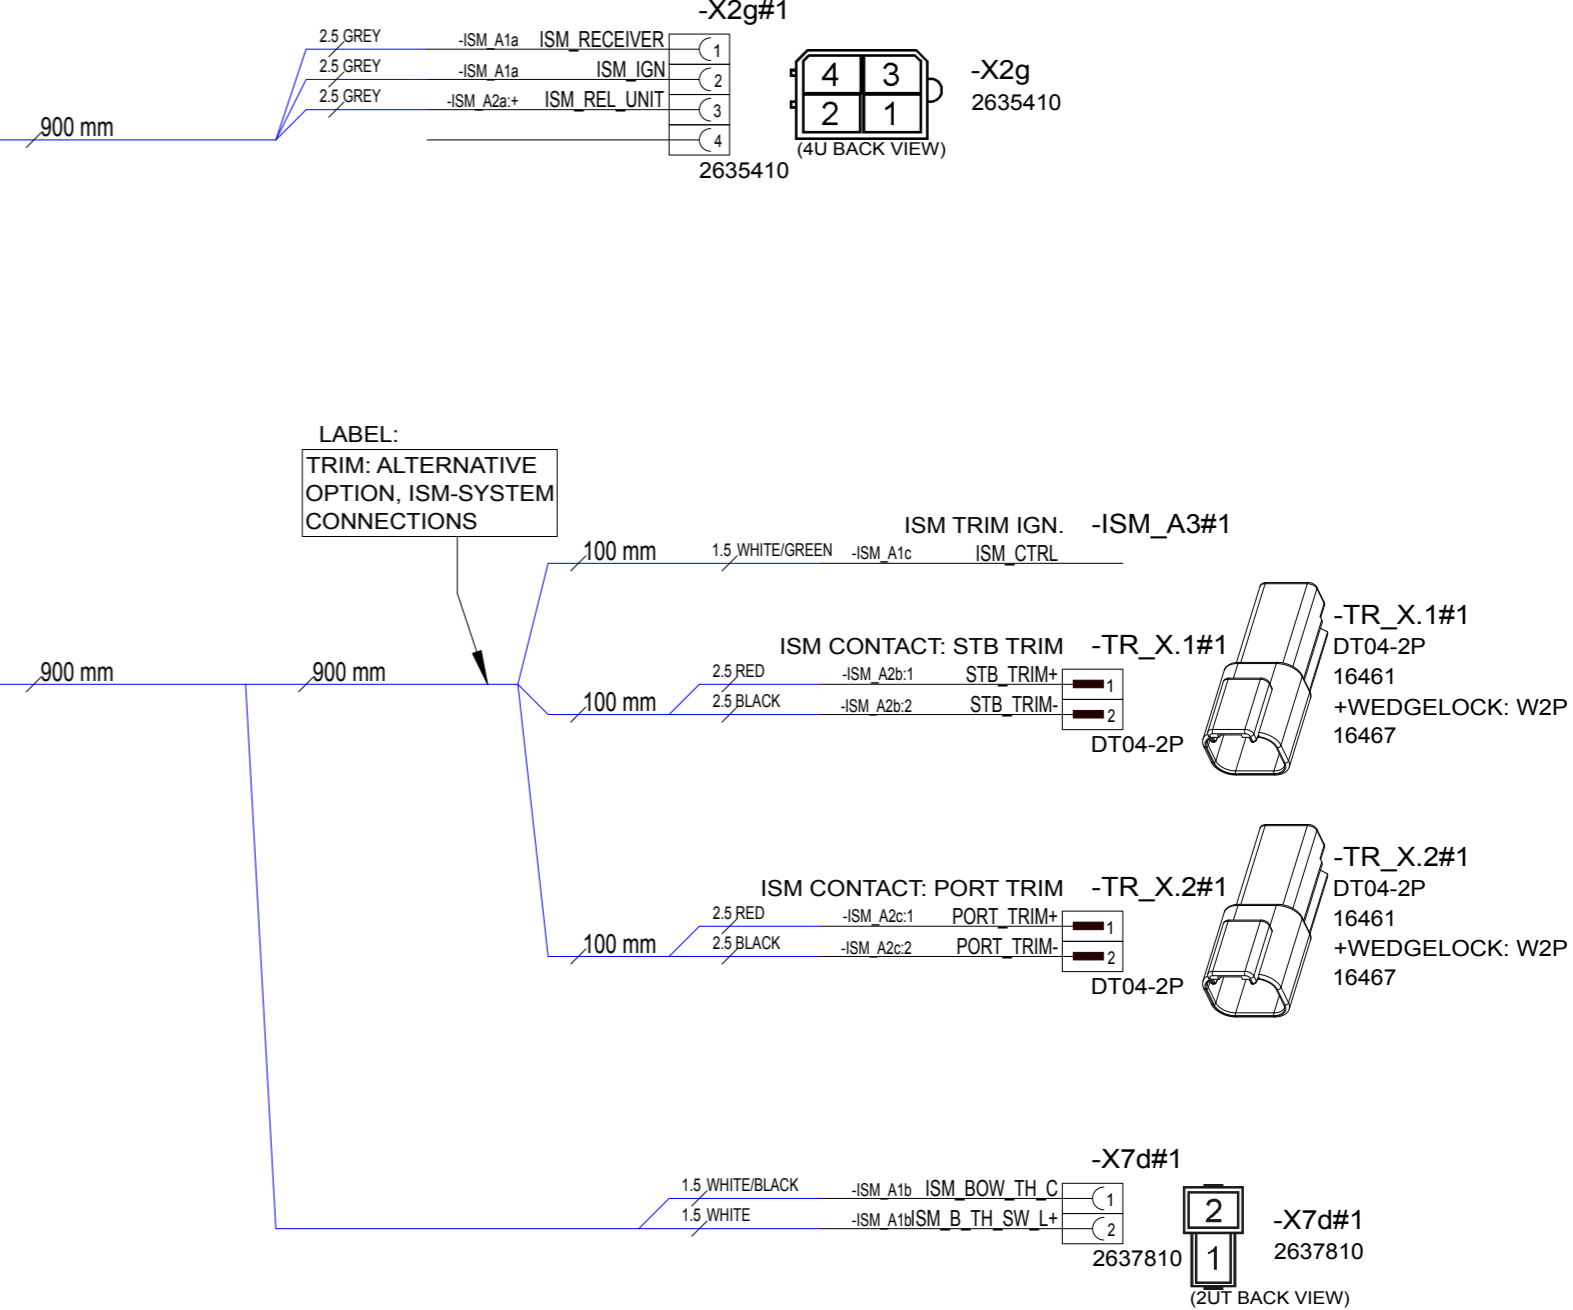 -X2g#1
2.5 GREY -ISM_A1a ISM_RECEIVER 1
2.5 GREY -ISM_A1a ISM_IGN 2
2.5 GREY -ISM_A2a:+ ISM_REL_UNIT 3
900 mm
4
2635410
4 3
2 1
(4U BACK VIEW)
-X2g
2635410
LABEL:
TRIM: ALTERNATIVE
OPTION, ISM-SYSTEM
CONNECTIONS
ISM TRIM IGN. -ISM_A3#1
100 mm 1.5 WHITE/GREEN -ISM_A1c ISM_CTRL
900 mm 900 mm
ISM CONTACT: STB TRIM -TR_X.1#1
2.5 RED -ISM_A2b:1 STB_TRIM+ 1
100 mm 2.5 BLACK -ISM_A2b:2 STB_TRIM- 2
DT04-2P
-TR_X.1#1
DT04-2P
16461
+WEDGELOCK: W2P
16467
ISM CONTACT: PORT TRIM -TR_X.2#1
2.5 RED -ISM_A2c:1 PORT_TRIM+ 1
100 mm 2.5 BLACK -ISM_A2c:2 PORT_TRIM- 2
DT04-2P
-TR_X.2#1
DT04-2P
16461
+WEDGELOCK: W2P
16467
-X7d#1
1.5 WHITE/BLACK -ISM_A1b ISM_BOW_TH_C 1
1.5 WHITE -ISM_A1b ISM_B_TH_SW_L+ 2
2637810
2
1
(2UT BACK VIEW)
-X7d#1
2637810